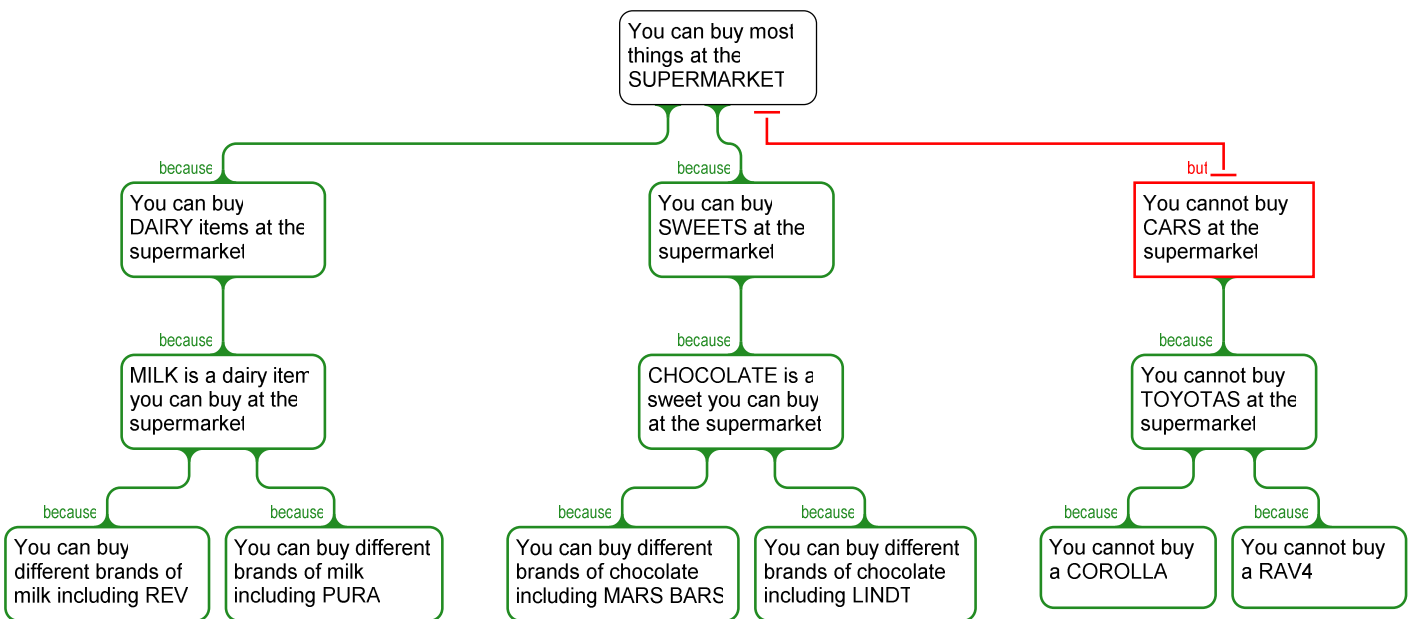 You can buy most
things at the
SUPERMARKET
because
because
but
You can buy
DAIRY items at the
supermarket
You can buy
SWEETS at the
supermarket
You cannot buy
CARS at the
supermarket
because
because
because
MILK is a dairy item
you can buy at the
supermarket
CHOCOLATE is a
sweet you can buy
at the supermarket
You cannot buy
TOYOTAS at the
supermarket
because
because
because
because
because
because
You can buy
different brands of
milk including REV
You can buy different
brands of milk
including PURA
You can buy different
brands of chocolate
including MARS BARS
You can buy different
brands of chocolate
including LINDT
You cannot buy
a COROLLA
You cannot buy
a RAV4